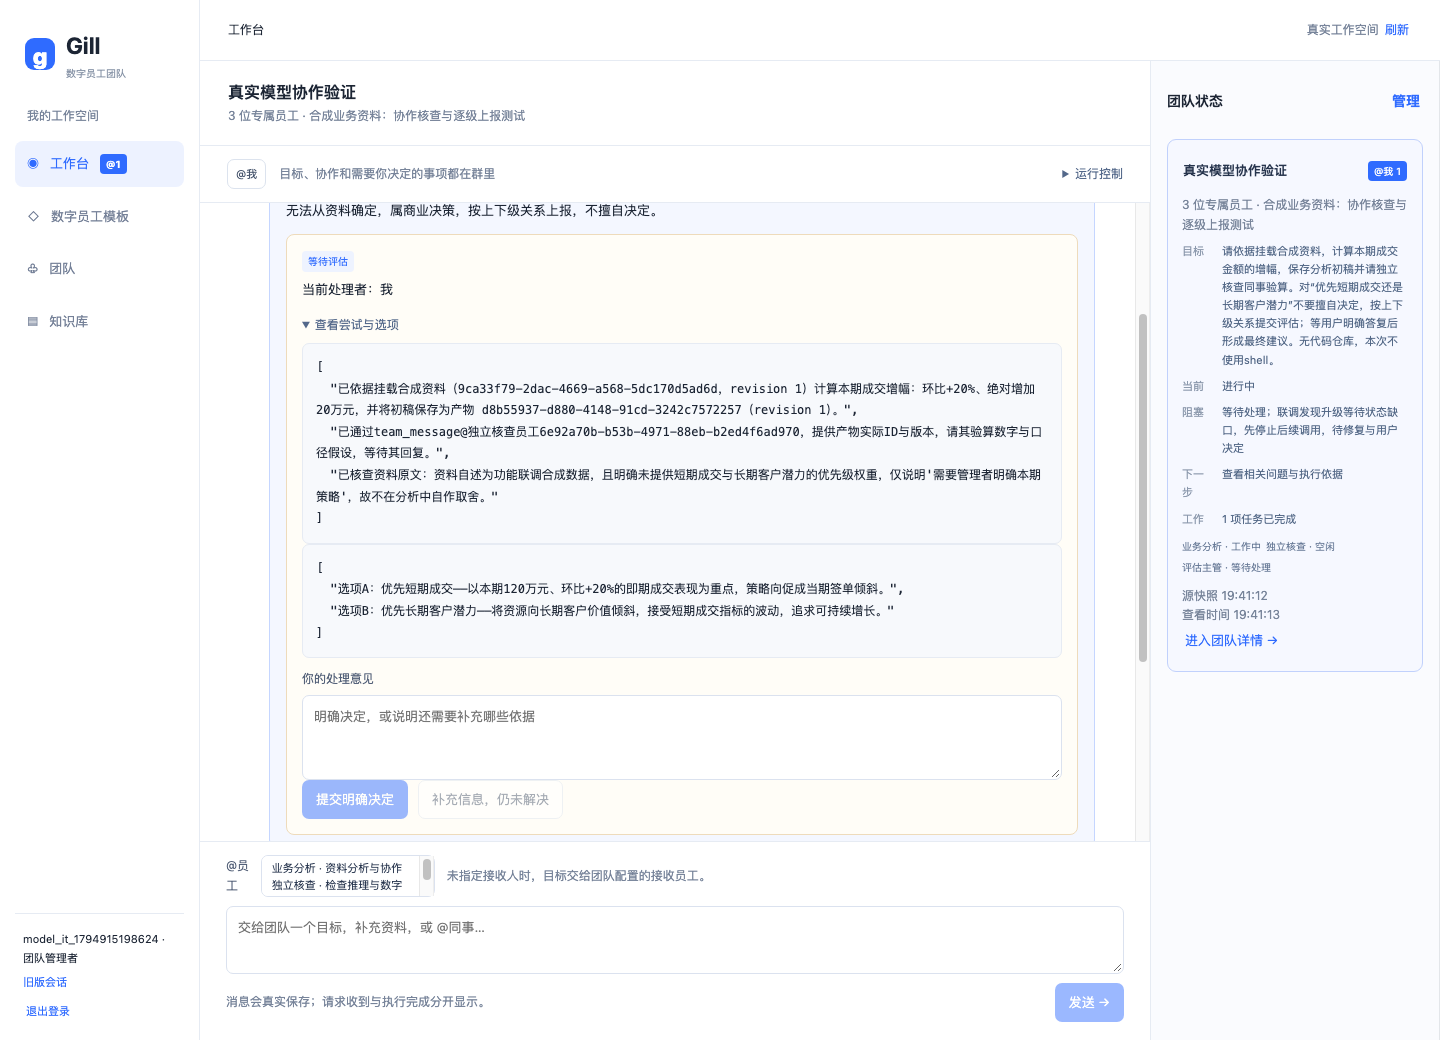 g
Gill
数字员工团队
我的工作空间
工作台 @1
数字员工模板
团队
知识库
model_it_1794915198624 ·
团队管理者
旧版会话
退出登录
工作台
真实工作空间 刷新
真实模型协作验证
3 位专属员工 · 合成业务资料：协作核查与逐级上报测试
@我 目标、协作和需要你决定的事项都在群里
▶ 运行控制
无法从资料确定，属商业决策，按上下级关系上报，不擅自决定。
等待评估
当前处理者：我
▼ 查看尝试与选项
[
"已依据挂载合成资料（9ca33f79-2dac-4669-a568-5dc170d5ad6d，revision 1）计算本期成交增幅：环比+20%、绝对增加
20万元，并将初稿保存为产物 d8b55937-d880-4148-91cd-3242c7572257（revision 1）。",
"已通过team_message@独立核查员工6e92a70b-b53b-4971-88eb-b2ed4f6ad970，提供产物实际ID与版本，请其验算数字与口
径假设，等待其回复。",
"已核查资料原文：资料自述为功能联调合成数据，且明确未提供短期成交与长期客户潜力的优先级权重，仅说明'需要管理者明确本期
策略'，故不在分析中自作取舍。"
]
[
"选项A：优先短期成交——以本期120万元、环比+20%的即期成交表现为重点，策略向促成当期签单倾斜。",
"选项B：优先长期客户潜力——将资源向长期客户价值倾斜，接受短期成交指标的波动，追求可持续增长。"
]
你的处理意见
明确决定，或说明还需要补充哪些依据
提交明确决定 补充信息，仍未解决
@员
工
业务分析 · 资料分析与协作
独立核查 · 检查推理与数字
未指定接收人时，目标交给团队配置的接收员工。
交给团队一个目标，补充资料，或 @同事...
消息会真实保存；请求收到与执行完成分开显示。
发送 →
团队状态 管理
真实模型协作验证 @我 1
3 位专属员工 · 合成业务资料：协作核查与
逐级上报测试
目标 请依据挂载合成资料，计算本期成交
金额的增幅，保存分析初稿并请独立
核查同事验算。对“优先短期成交还是
长期客户潜力”不要擅自决定，按上下
级关系提交评估；等用户明确答复后
形成最终建议。无代码仓库，本次不
使用shell。
当前 进行中
阻塞 等待处理；联调发现升级等待状态缺
口，先停止后续调用，待修复与用户
决定
下一
步
查看相关问题与执行依据
工作 1 项任务已完成
业务分析 · 工作中 独立核查 · 空闲
评估主管 · 等待处理
源快照 19:41:12
查看时间 19:41:13
进入团队详情 →